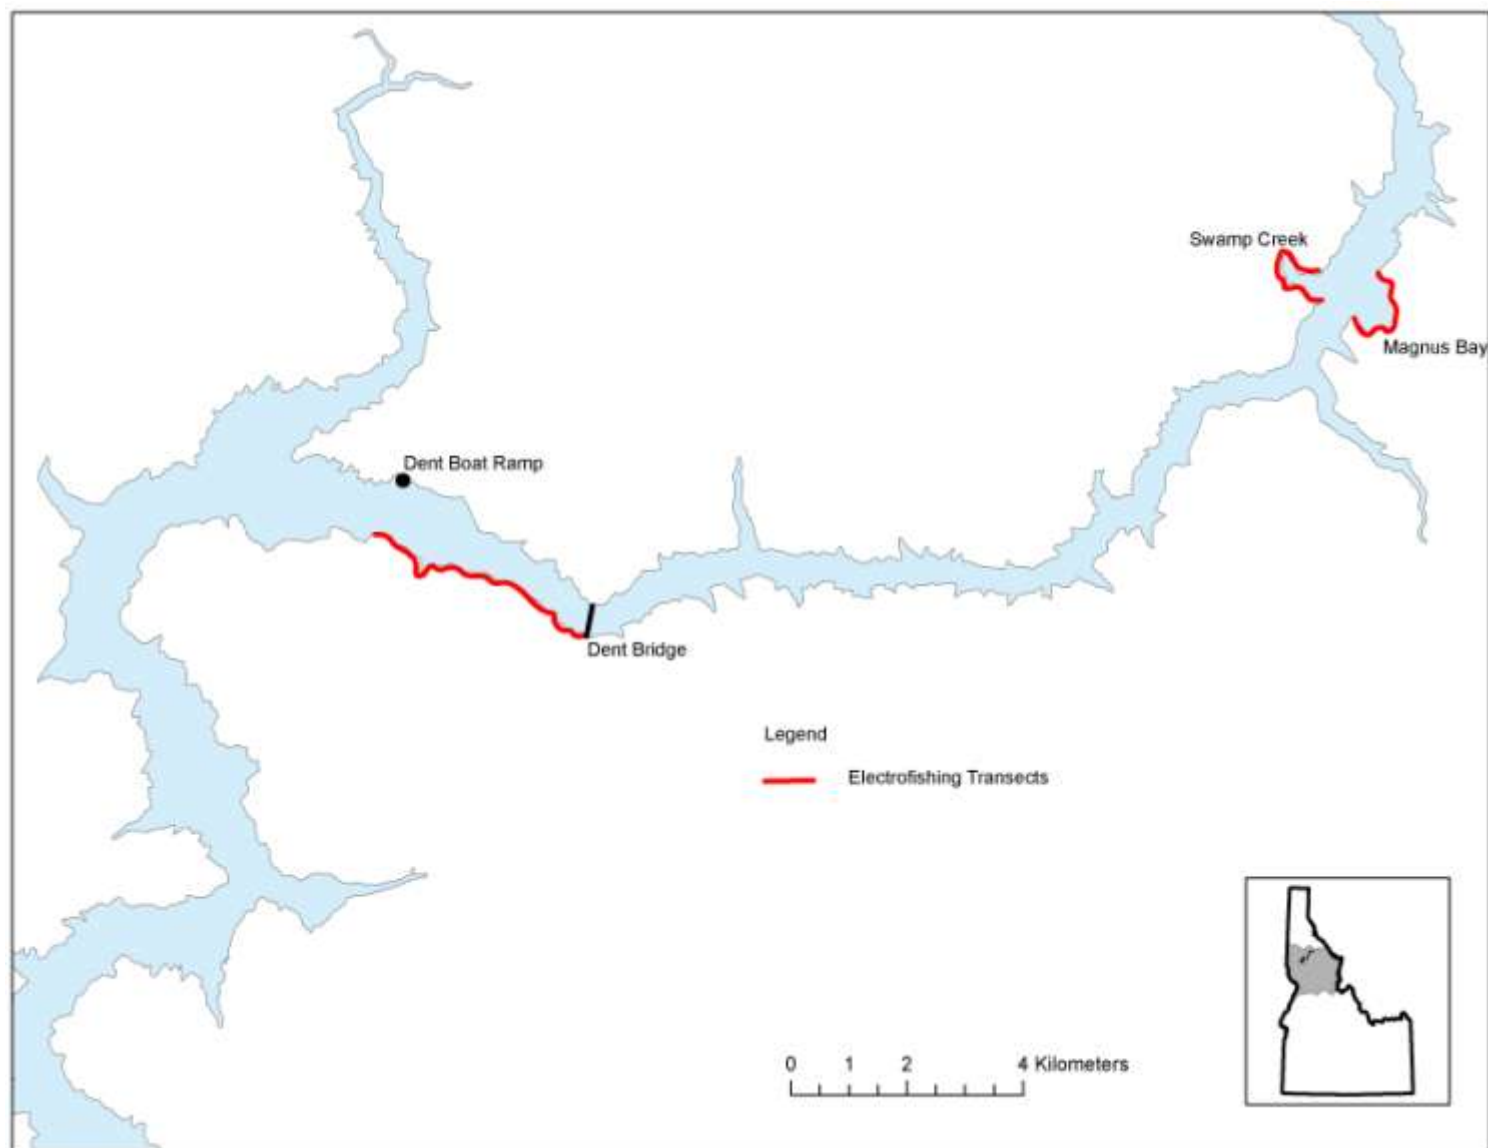 Swamp Creek
Magnus Bay
Dent Boat Ramp
Dent Bridge
Legend
Electrofishing Transects
0 1 2 4 Kilometers